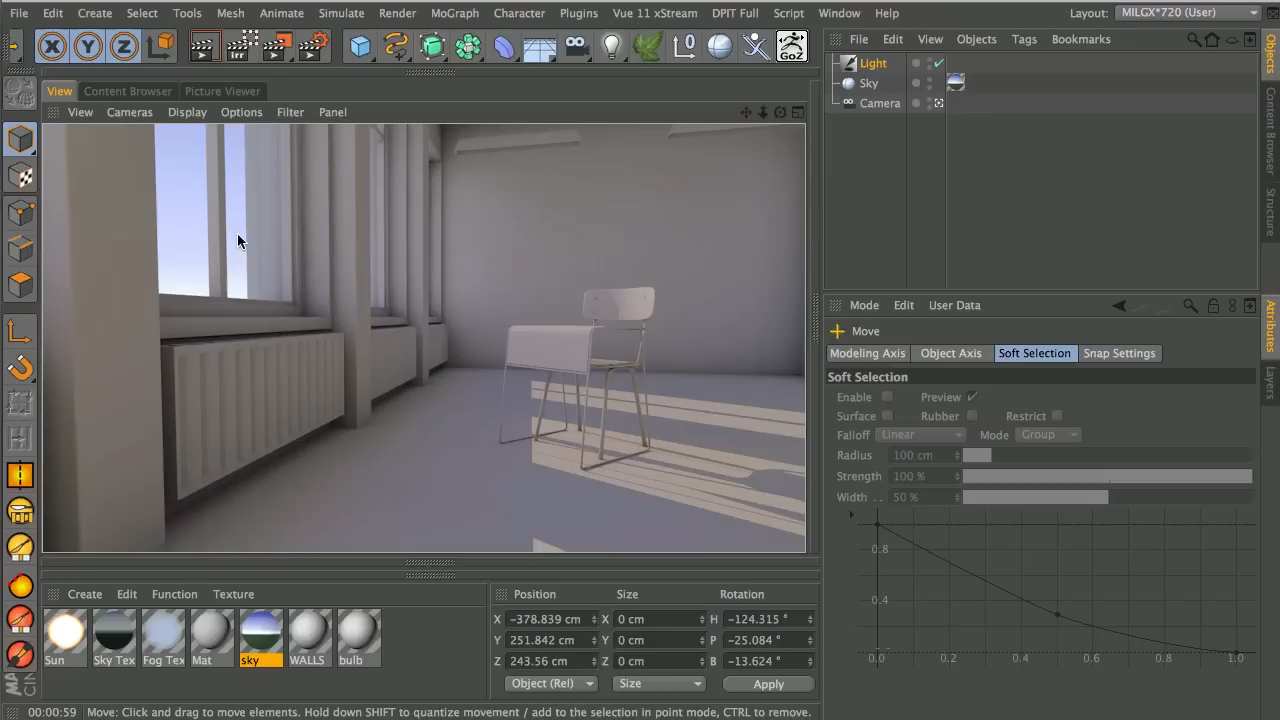 File Edit Create Select Tools Mesh Animate Simulate Render MoGraph Character Plugins Vue 11 xStream DPIT Full Script Window Help Layout: MILGX*720 (User)
X Y Z GoZ
File Edit View Objects Tags Bookmarks
Light
Sky
Camera
View Content Browser Picture Viewer
View Cameras Display Options Filter Panel
Objects
Content Browser
Structure
Mode Edit User Data
Move
Modeling Axis Object Axis Soft Selection Snap Settings
Soft Selection
Enable Preview
Surface Rubber Restrict
Falloff Linear Mode Group
Radius 100 cm
Strength 100 %
Width . . 50 %
0.8
0.4
0.0 0.2 0.4 0.6 0.8 1.0
Attributes
Layers
Create Edit Function Texture
Sun Sky Tex Fog Tex Mat sky WALLS bulb
Position Size Rotation
X -378.839 cm X 0 cm H -124.315 °
Y 251.842 cm Y 0 cm P -25.084 °
Z 243.56 cm Z 0 cm B -13.624 °
Object (Rel) Size Apply
00:00:59 Move: Click and drag to move elements. Hold down SHIFT to quantize movement / add to the selection in point mode, CTRL to remove.